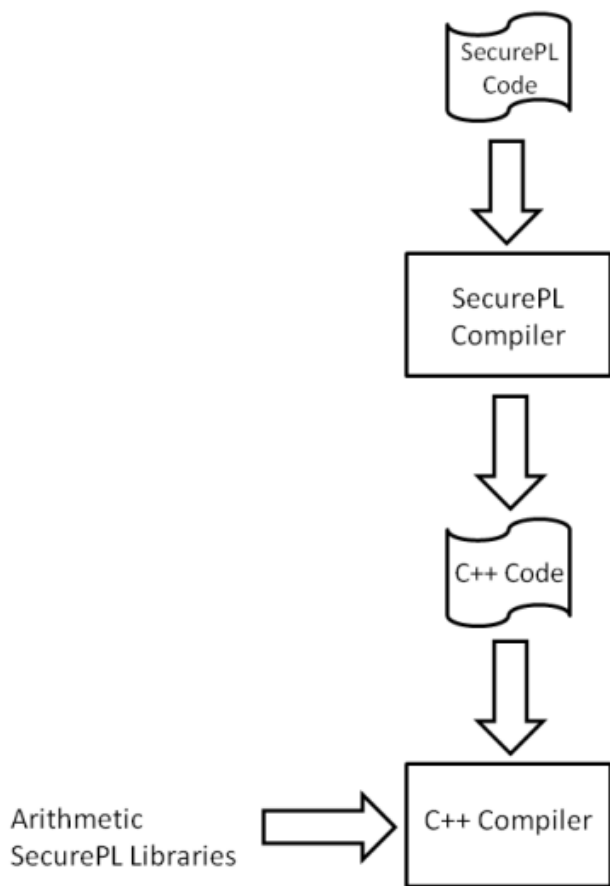 SecurePL
Code
SecurePL
Compiler
C++ Code
C++ Compiler
Arithmetic
SecurePL Libraries